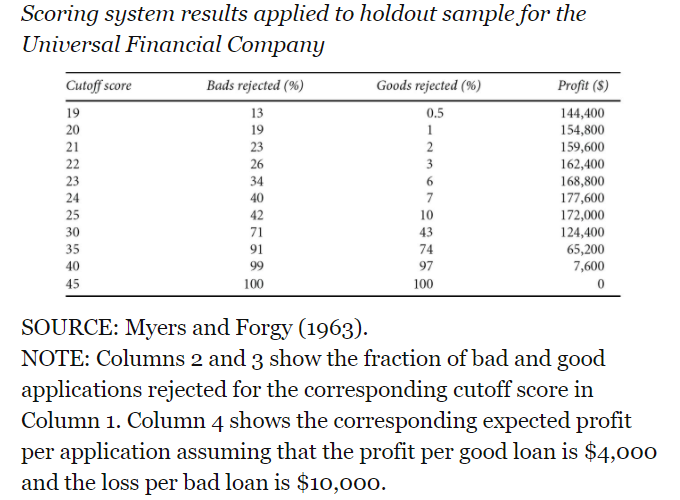 Scoring system results applied to holdout sample for the
Universal Financial Company
Cutoff score Bads rejected (%) Goods rejected (%) Profit ($)
19 13 0.5 144,400
20 19 1 154,800
21 23 2 159,600
22 26 3 162,400
23 34 6 168,800
24 40 7 177,600
25 42 10 172,000
30 71 43 124,400
35 91 74 65,200
40 99 97 7,600
45 100 100 0
SOURCE: Myers and Forgy (1963).
NOTE: Columns 2 and 3 show the fraction of bad and good
applications rejected for the corresponding cutoff score in
Column 1. Column 4 shows the corresponding expected profit
per application assuming that the profit per good loan is $4,000
and the loss per bad loan is $10,000.